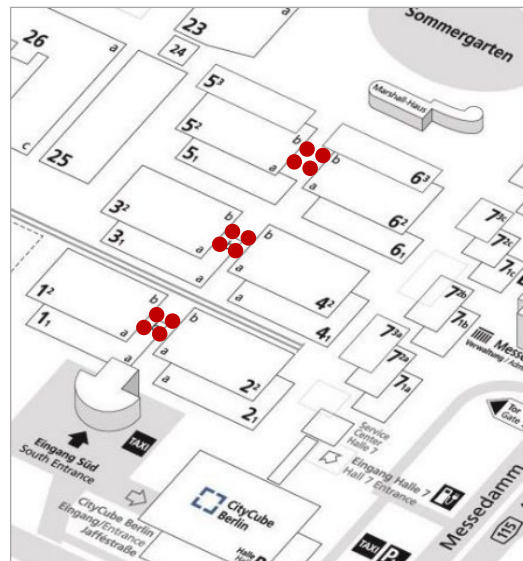 Sommergarten
23
a
26
24
a
Marshall-Haus
5³
5²
b
b
c
25
5₁
a
a
6³
6²
3²
b
b
7³ᶜ
3₁
a
6₁
7²ᶜ
a
7₁ᶜ
1²
b
b
4²
7²ᵇ
1₁
4₁
7₁ᵇ
a
7³ᵃ
Messe
Verwaltung / Adm
a
a
7²ᵃ
2²
7₁ᵃ
2₁
Tor
Gate
Service
Center
Halle 7
Eingang Süd
South Entrance
TAXI
Eingang Halle 7
Hall 7 Entrance
CityCube Berlin
Eingang/Entrance
Jafféstraße
CityCube
Berlin
Halle
Messedamm
115
TAXI
P